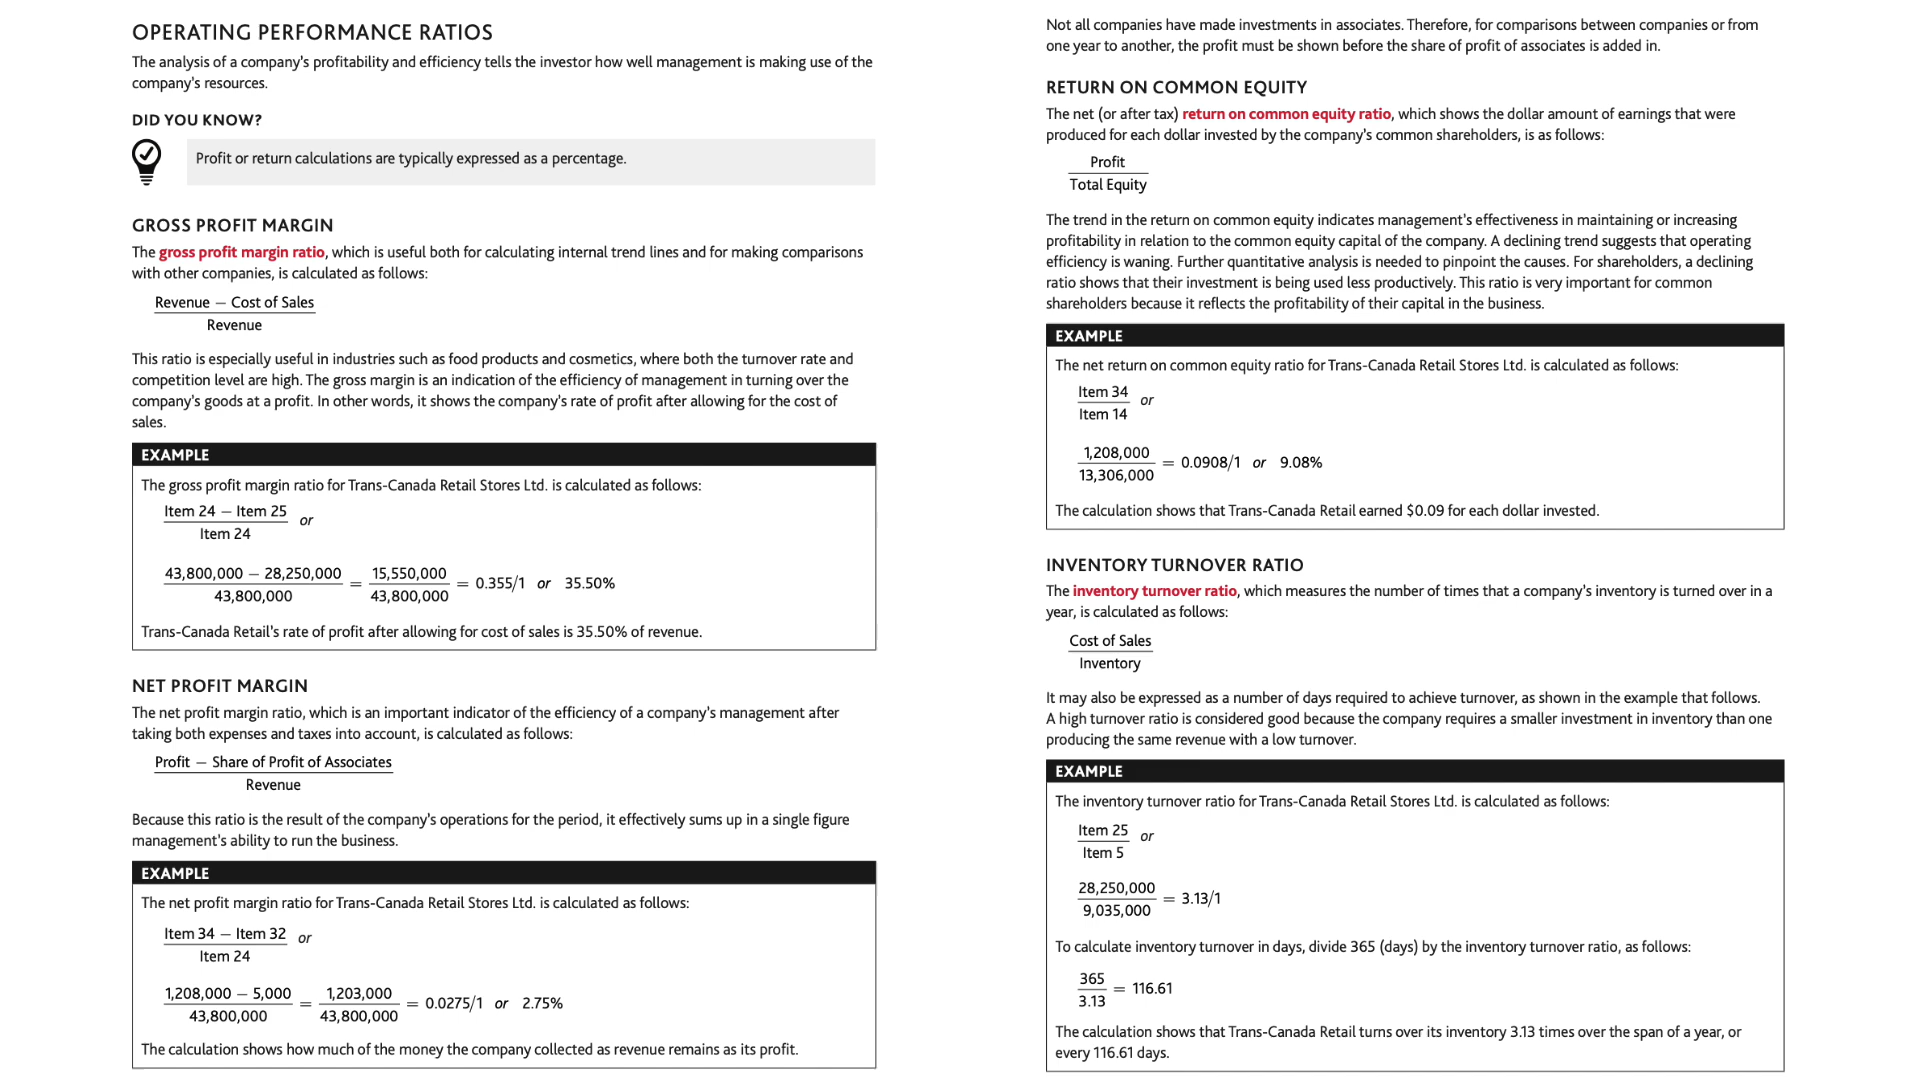 OPERATING PERFORMANCE RATIOS
The analysis of a company's profitability and efficiency tells the investor how well management is making use of the
company's resources.
DID YOU KNOW?
Profit or return calculations are typically expressed as a percentage.
GROSS PROFIT MARGIN
The gross profit margin ratio, which is useful both for calculating internal trend lines and for making comparisons
with other companies, is calculated as follows:
Revenue – Cost of Sales
Revenue
This ratio is especially useful in industries such as food products and cosmetics, where both the turnover rate and
competition level are high. The gross margin is an indication of the efficiency of management in turning over the
company's goods at a profit. In other words, it shows the company's rate of profit after allowing for the cost of
sales.
EXAMPLE
The gross profit margin ratio for Trans-Canada Retail Stores Ltd. is calculated as follows:
Item 24 – Item 25
or
Item 24
43,800,000 – 28,250,000
43,800,000
=
15,550,000
43,800,000
= 0.355/1 or 35.50%
Trans-Canada Retail's rate of profit after allowing for cost of sales is 35.50% of revenue.
NET PROFIT MARGIN
The net profit margin ratio, which is an important indicator of the efficiency of a company's management after
taking both expenses and taxes into account, is calculated as follows:
Profit – Share of Profit of Associates
Revenue
Because this ratio is the result of the company's operations for the period, it effectively sums up in a single figure
management's ability to run the business.
EXAMPLE
The net profit margin ratio for Trans-Canada Retail Stores Ltd. is calculated as follows:
Item 34 – Item 32
or
Item 24
1,208,000 – 5,000
43,800,000
=
1,203,000
43,800,000
= 0.0275/1 or 2.75%
The calculation shows how much of the money the company collected as revenue remains as its profit.
Not all companies have made investments in associates. Therefore, for comparisons between companies or from
one year to another, the profit must be shown before the share of profit of associates is added in.
RETURN ON COMMON EQUITY
The net (or after tax) return on common equity ratio, which shows the dollar amount of earnings that were
produced for each dollar invested by the company's common shareholders, is as follows:
Profit
Total Equity
The trend in the return on common equity indicates management's effectiveness in maintaining or increasing
profitability in relation to the common equity capital of the company. A declining trend suggests that operating
efficiency is waning. Further quantitative analysis is needed to pinpoint the causes. For shareholders, a declining
ratio shows that their investment is being used less productively. This ratio is very important for common
shareholders because it reflects the profitability of their capital in the business.
EXAMPLE
The net return on common equity ratio for Trans-Canada Retail Stores Ltd. is calculated as follows:
Item 34
or
Item 14
1,208,000
13,306,000
= 0.0908/1 or 9.08%
The calculation shows that Trans-Canada Retail earned $0.09 for each dollar invested.
INVENTORY TURNOVER RATIO
The inventory turnover ratio, which measures the number of times that a company's inventory is turned over in a
year, is calculated as follows:
Cost of Sales
Inventory
It may also be expressed as a number of days required to achieve turnover, as shown in the example that follows.
A high turnover ratio is considered good because the company requires a smaller investment in inventory than one
producing the same revenue with a low turnover.
EXAMPLE
The inventory turnover ratio for Trans-Canada Retail Stores Ltd. is calculated as follows:
Item 25
or
Item 5
28,250,000
9,035,000
= 3.13/1
To calculate inventory turnover in days, divide 365 (days) by the inventory turnover ratio, as follows:
365
3.13
= 116.61
The calculation shows that Trans-Canada Retail turns over its inventory 3.13 times over the span of a year, or
every 116.61 days.